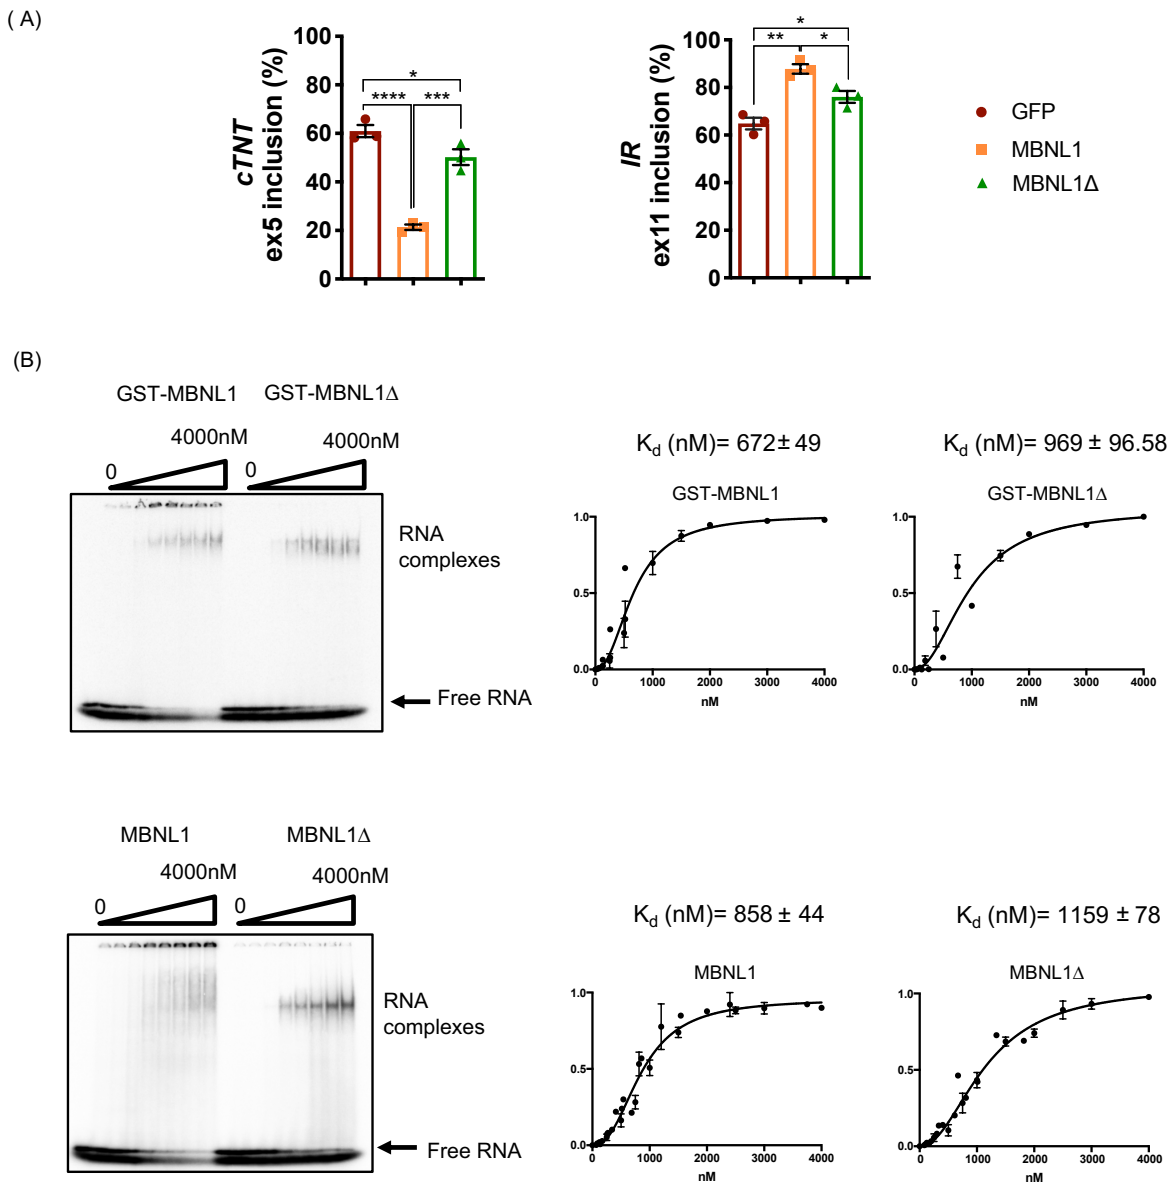 ( A)
cTNT
ex5 inclusion (%)
100
80
60
40
20
0
*
**** ***
IR
ex11 inclusion (%)
100
80
60
40
20
0
*
** *
GFP
MBNL1
MBNL1Δ
(B)
GST-MBNL1 GST-MBNL1Δ
4000nM 4000nM
0 0
RNA
complexes
Free RNA
Kd (nM)= 672± 49
GST-MBNL1
1.0
0.5
0.0
0 1000 2000 3000 4000
nM
Kd (nM)= 969 ± 96.58
GST-MBNL1Δ
1.0
0.5
0.0
0 1000 2000 3000 4000
nM
MBNL1 MBNL1Δ
4000nM 4000nM
0 0
RNA
complexes
Free RNA
Kd (nM)= 858 ± 44
MBNL1
1.0
0.5
0.0
0 1000 2000 3000 4000
nM
Kd (nM)= 1159 ± 78
MBNL1Δ
1.0
0.5
0.0
0 1000 2000 3000 4000
nM